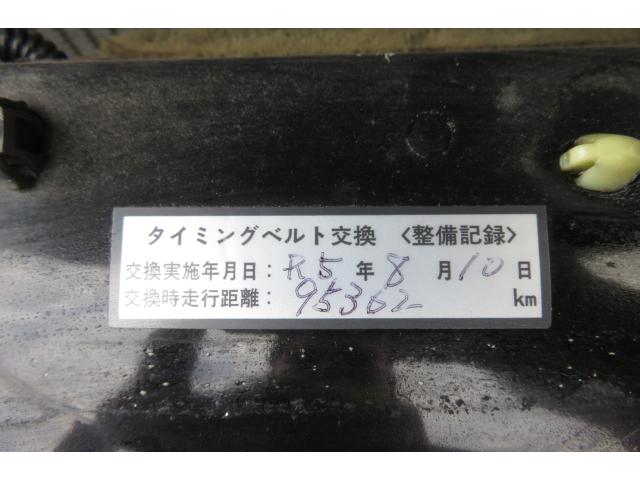 タイミングベルト交換 〈整備記録〉
交換実施年月日: R5 年 8 月 10 日
交換時走行距離: 95362 km